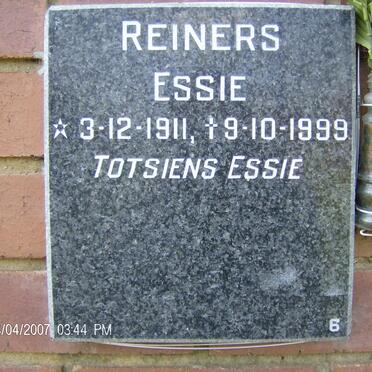 REINERS
ESSIE
☆ 3-12-1911, †9-10-1999
TOTSIENS ESSIE
6
/04/2007 03:44 PM